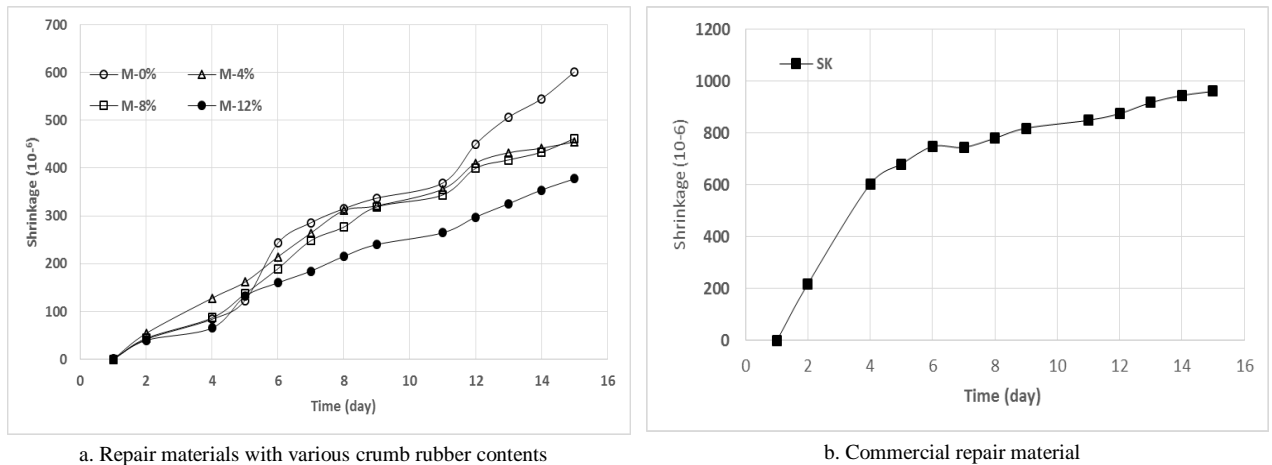 700
600
500
400
300
200
100
0
Shrinkage (10⁻⁶)
M-0% M-4%
M-8% M-12%
0 2 4 6 8 10 12 14 16
Time (day)
a. Repair materials with various crumb rubber contents
1200
1000
800
600
400
200
0
Shrinkage (10-6)
SK
0 2 4 6 8 10 12 14 16
Time (day)
b. Commercial repair material